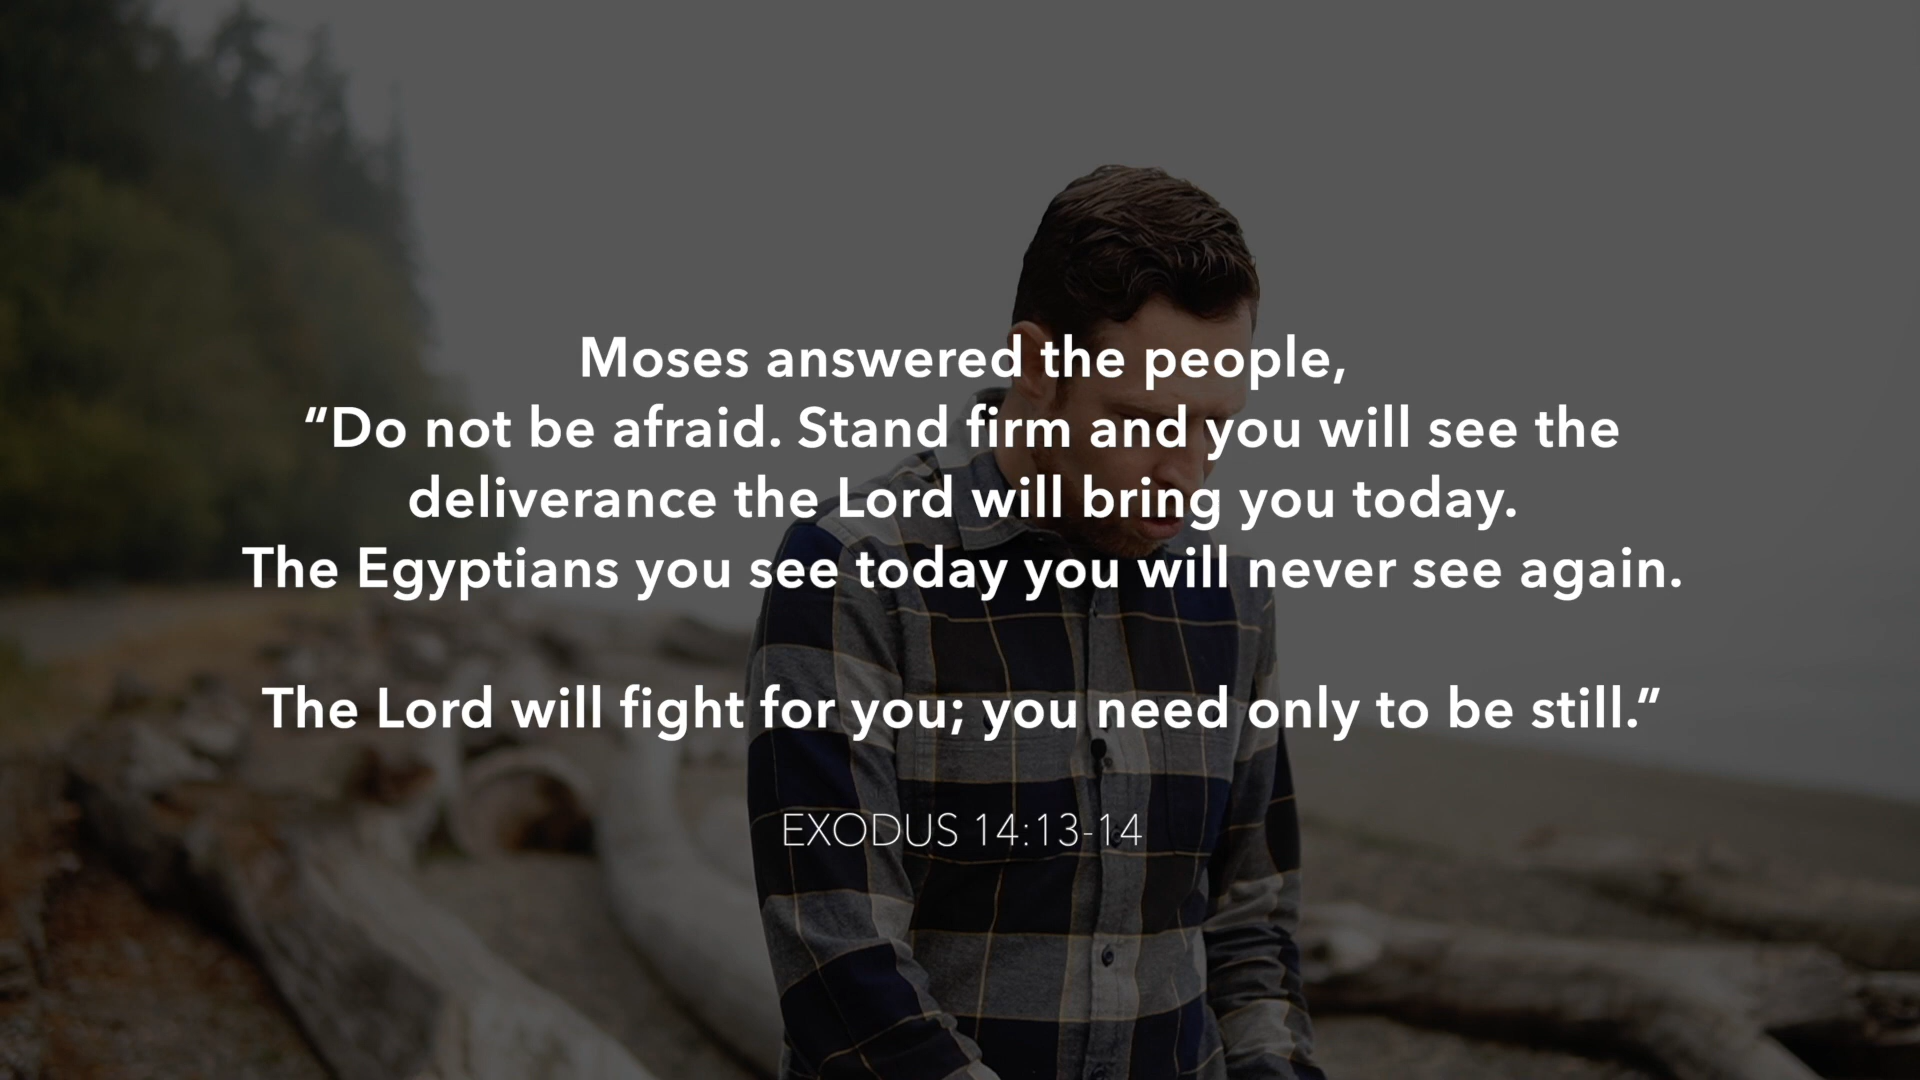 Moses answered the people,
“Do not be afraid. Stand firm and you will see the
deliverance the Lord will bring you today.
The Egyptians you see today you will never see again.
The Lord will fight for you; you need only to be still.”
EXODUS 14:13-14